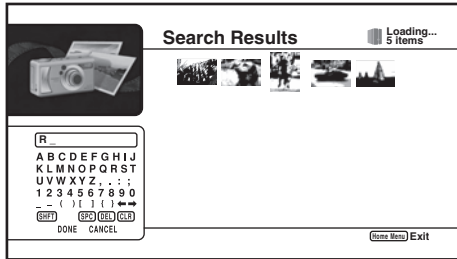 Search Results
Loading...
5 items
R _
A B C D E F G H I J
K L M N O P Q R S T
U V W X Y Z , . : ;
1 2 3 4 5 6 7 8 9 0
_ – ( ) [ ] { } ⬅ ➡
SHFT SPC DEL CLR
DONE CANCEL
Home Menu Exit